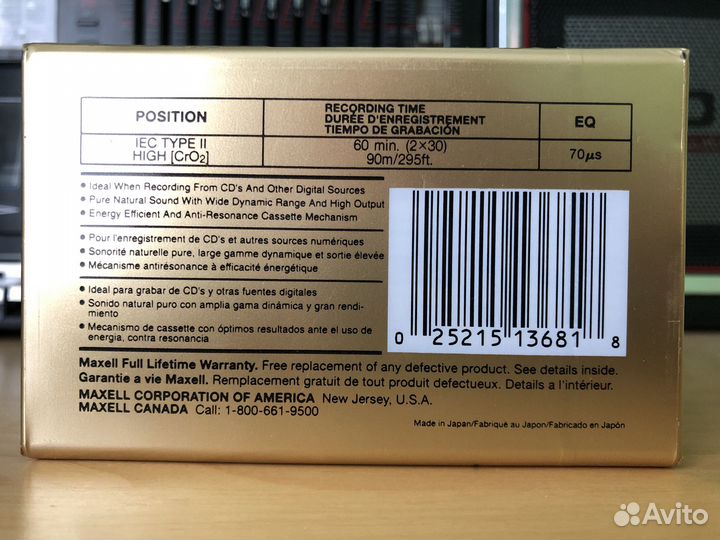 POSITION
RECORDING TIME
DURÉE D'ENREGISTREMENT
TIEMPO DE GRABACIÓN
EQ
IEC TYPE II
HIGH [CrO2]
60 min. (2×30)
90m/295ft.
70µs
• Ideal When Recording From CD's And Other Digital Sources
• Pure Natural Sound With Wide Dynamic Range And High Output
• Energy Efficient And Anti-Resonance Cassette Mechanism
• Pour l'enregistrement de CD's et autres sources numériques
• Sonorité naturelle pure, large gamme dynamique et sortie élevée
• Mécanisme antirésonance à efficacité énergétique
• Ideal para grabar de CD's y otras fuentes digitales
• Sonido natural puro con amplia gama dinámica y gran rendi-
miento
• Mecanismo de cassette con óptimos resultados ante el uso de
energia, contra resonancia
0 25215 13681 8
Maxell Full Lifetime Warranty. Free replacement of any defective product. See details inside.
Garantie a vie Maxell. Remplacement gratuit de tout produit defectueux. Details a l'intérieur.
MAXELL CORPORATION OF AMERICA New Jersey, U.S.A.
MAXELL CANADA Call: 1-800-661-9500
Made in Japan/Fabriqué au Japon/Fabricado en Japón
Avito